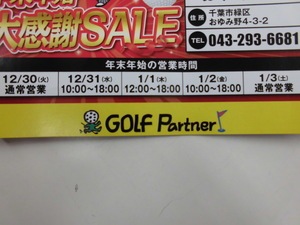 大感謝SALE
住所
千葉市緑区
おゆみ野4-3-2
TEL 043-293-6681
年末年始の営業時間
12/30(火) 12/31(水) 1/1(木) 1/2(金) 1/3(土)
通常営業 10:00~18:00 12:00~18:00 10:00~18:00 通常営業
GOLF Partner